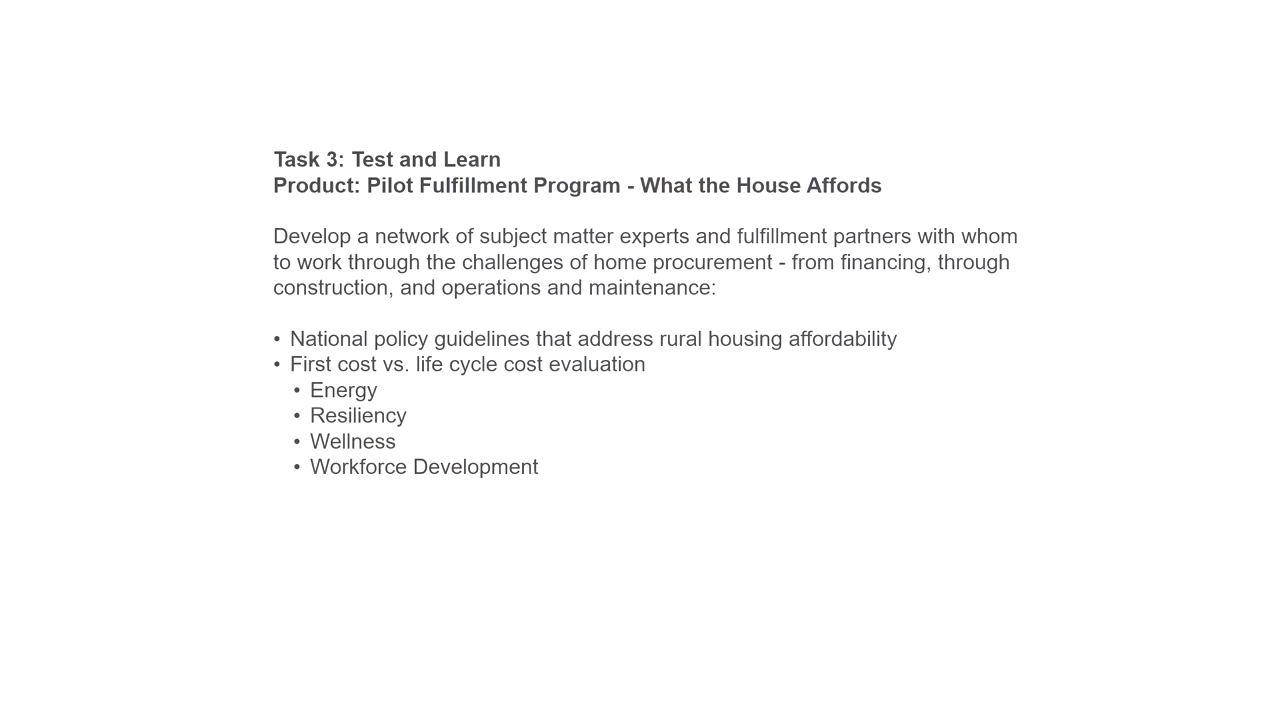 Task 3: Test and Learn
Product: Pilot Fulfillment Program - What the House Affords
Develop a network of subject matter experts and fulfillment partners with whom
to work through the challenges of home procurement - from financing, through
construction, and operations and maintenance:
• National policy guidelines that address rural housing affordability
• First cost vs. life cycle cost evaluation
• Energy
• Resiliency
• Wellness
• Workforce Development